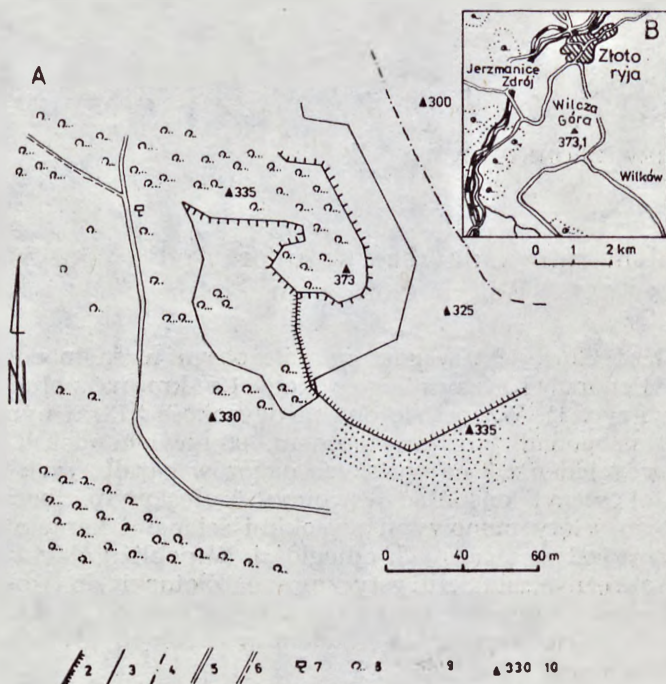 A
B
Złoto
ryja
Jerzmanice
Zdrój
Wilcza
Góra
373,1
Wilków
0 2 km
300
335
373
325
330
335
N
0 40 60 m
2 3 4 5 6 7 8 9 330 10